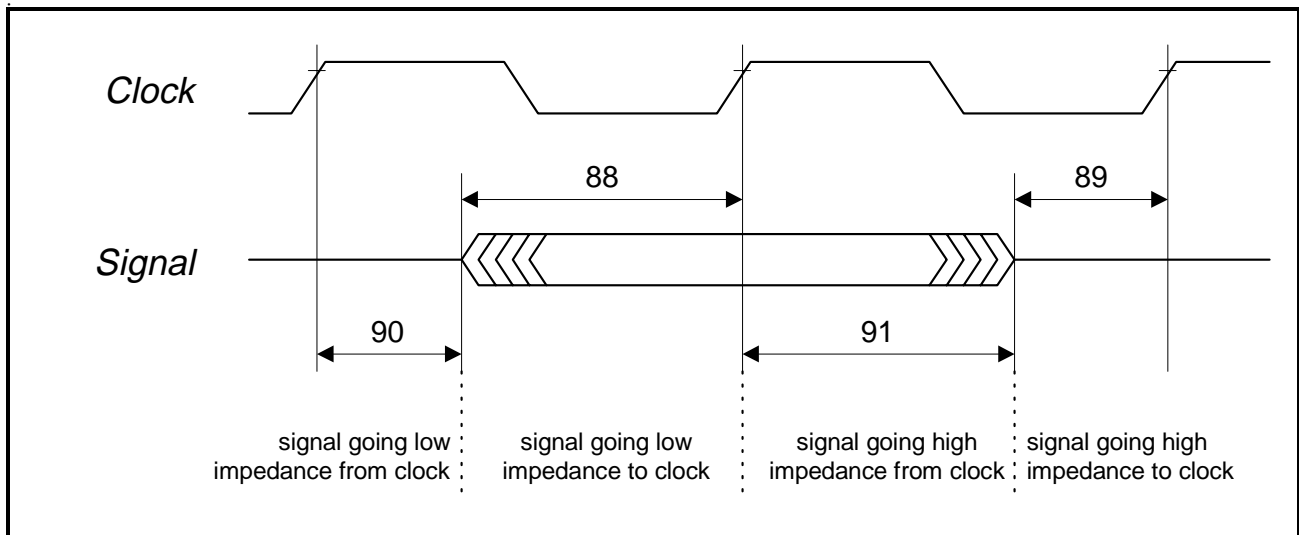 Clock
88
89
Signal
90
91
signal going low
impedance from clock
signal going low
impedance to clock
signal going high
impedance from clock
signal going high
impedance to clock